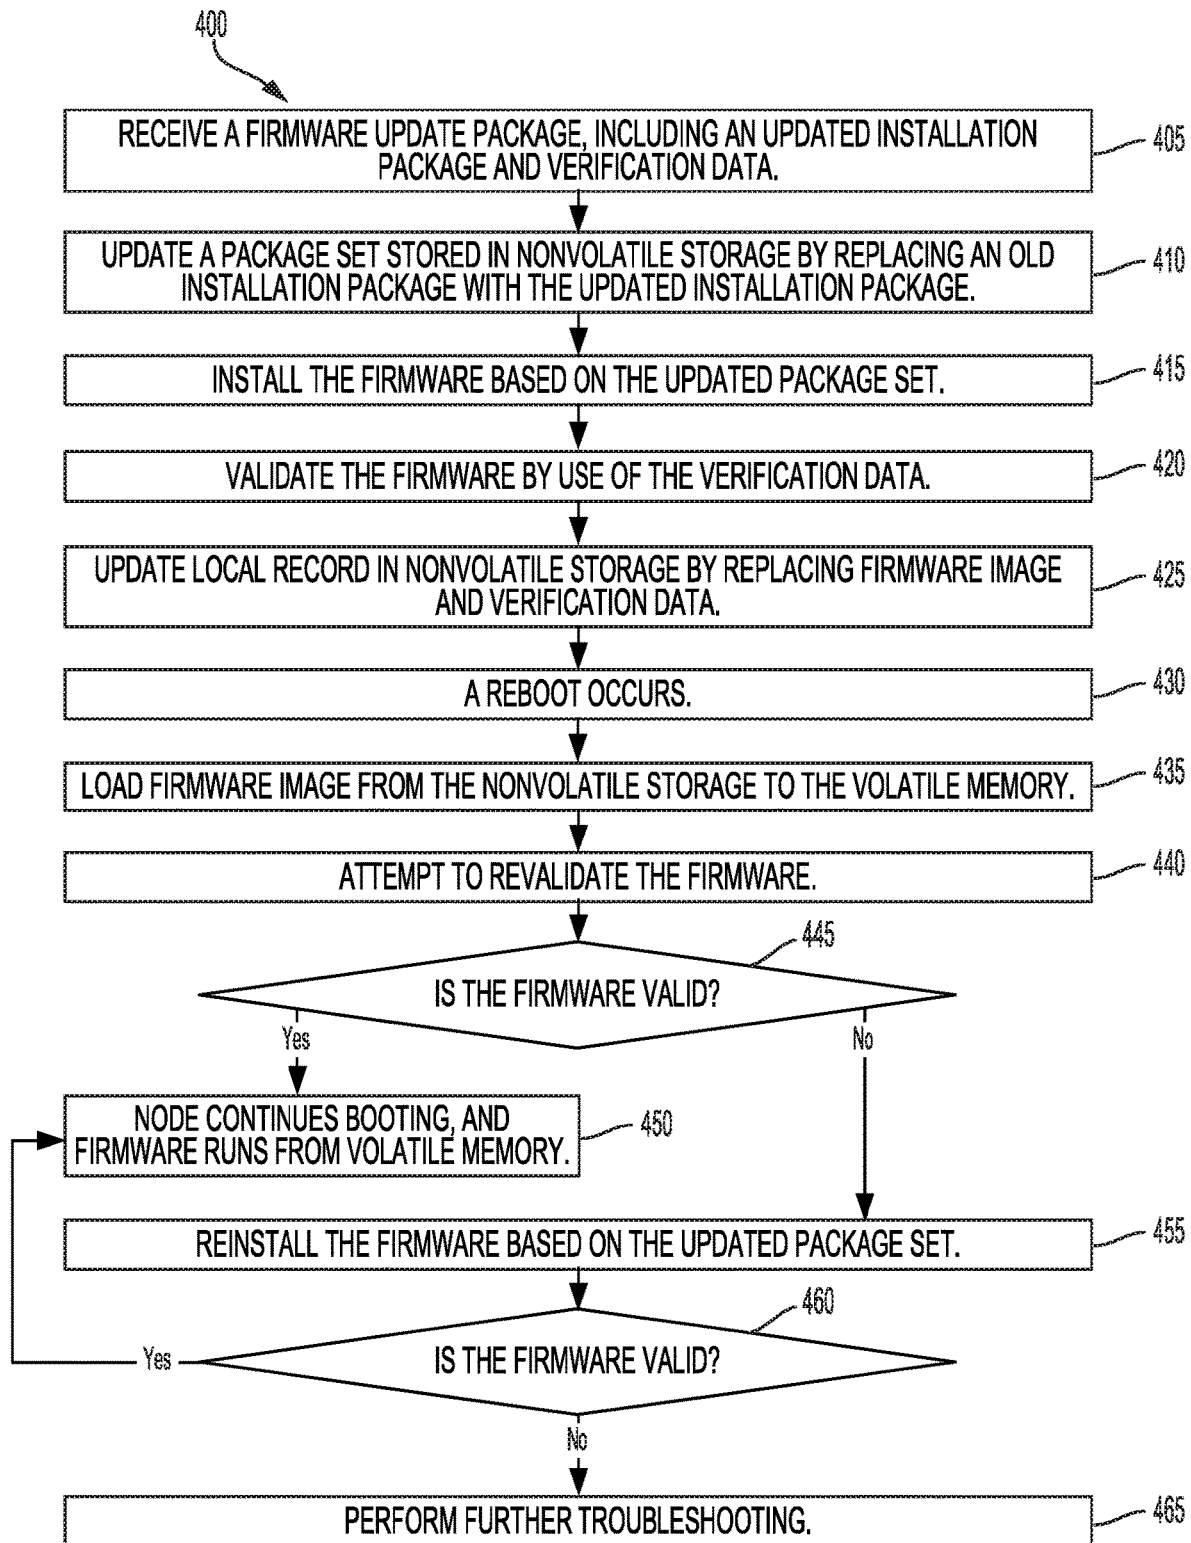 400
RECEIVE A FIRMWARE UPDATE PACKAGE, INCLUDING AN UPDATED INSTALLATION
PACKAGE AND VERIFICATION DATA.
405
UPDATE A PACKAGE SET STORED IN NONVOLATILE STORAGE BY REPLACING AN OLD
INSTALLATION PACKAGE WITH THE UPDATED INSTALLATION PACKAGE.
410
INSTALL THE FIRMWARE BASED ON THE UPDATED PACKAGE SET.
415
VALIDATE THE FIRMWARE BY USE OF THE VERIFICATION DATA.
420
UPDATE LOCAL RECORD IN NONVOLATILE STORAGE BY REPLACING FIRMWARE IMAGE
AND VERIFICATION DATA.
425
A REBOOT OCCURS.
430
LOAD FIRMWARE IMAGE FROM THE NONVOLATILE STORAGE TO THE VOLATILE MEMORY.
435
ATTEMPT TO REVALIDATE THE FIRMWARE.
440
445
IS THE FIRMWARE VALID?
Yes
No
NODE CONTINUES BOOTING, AND
FIRMWARE RUNS FROM VOLATILE MEMORY.
450
REINSTALL THE FIRMWARE BASED ON THE UPDATED PACKAGE SET.
455
460
IS THE FIRMWARE VALID?
Yes
No
PERFORM FURTHER TROUBLESHOOTING.
465